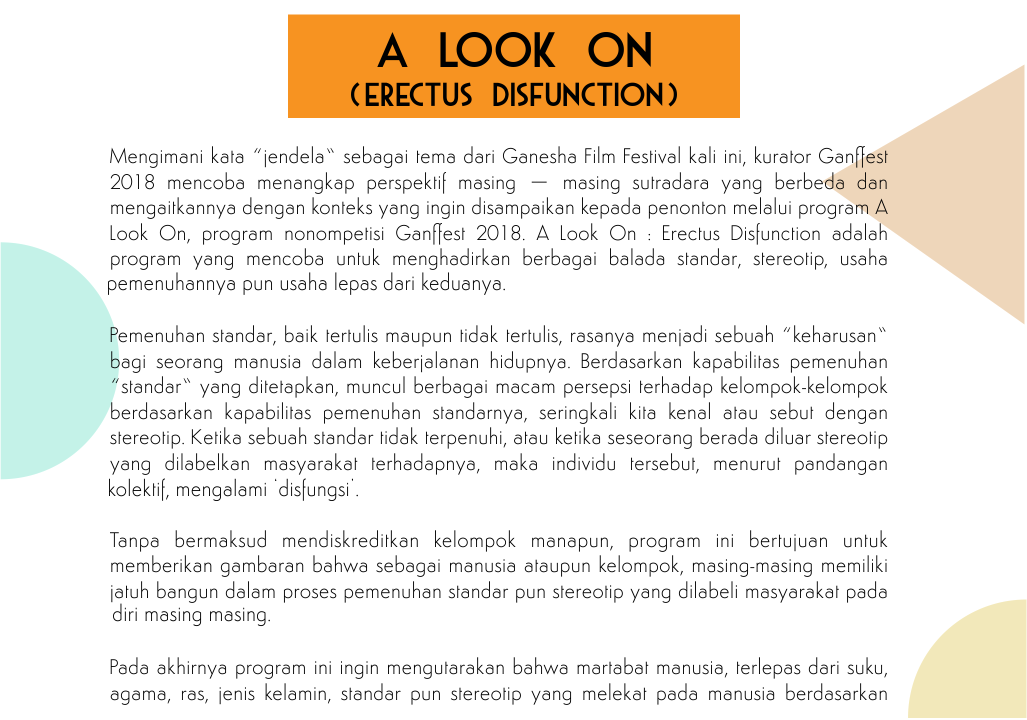 A LOOK ON
(ERECTUS DISFUNCTION)
Mengimani kata "jendela" sebagai tema dari Ganesha Film Festival kali ini, kurator Ganffest
2018 mencoba menangkap perspektif masing — masing sutradara yang berbeda dan
mengaitkannya dengan konteks yang ingin disampaikan kepada penonton melalui program A
Look On, program nonompetisi Ganffest 2018. A Look On : Erectus Disfunction adalah
program yang mencoba untuk menghadirkan berbagai balada standar, stereotip, usaha
pemenuhannya pun usaha lepas dari keduanya.
Pemenuhan standar, baik tertulis maupun tidak tertulis, rasanya menjadi sebuah "keharusan"
bagi seorang manusia dalam keberjalanan hidupnya. Berdasarkan kapabilitas pemenuhan
"standar" yang ditetapkan, muncul berbagai macam persepsi terhadap kelompok-kelompok
berdasarkan kapabilitas pemenuhan standarnya, seringkali kita kenal atau sebut dengan
stereotip. Ketika sebuah standar tidak terpenuhi, atau ketika seseorang berada diluar stereotip
yang dilabelkan masyarakat terhadapnya, maka individu tersebut, menurut pandangan
kolektif, mengalami 'disfungsi'.
Tanpa bermaksud mendiskreditkan kelompok manapun, program ini bertujuan untuk
memberikan gambaran bahwa sebagai manusia ataupun kelompok, masing-masing memiliki
jatuh bangun dalam proses pemenuhan standar pun stereotip yang dilabeli masyarakat pada
diri masing masing.
Pada akhirnya program ini ingin mengutarakan bahwa martabat manusia, terlepas dari suku,
agama, ras, jenis kelamin, standar pun stereotip yang melekat pada manusia berdasarkan